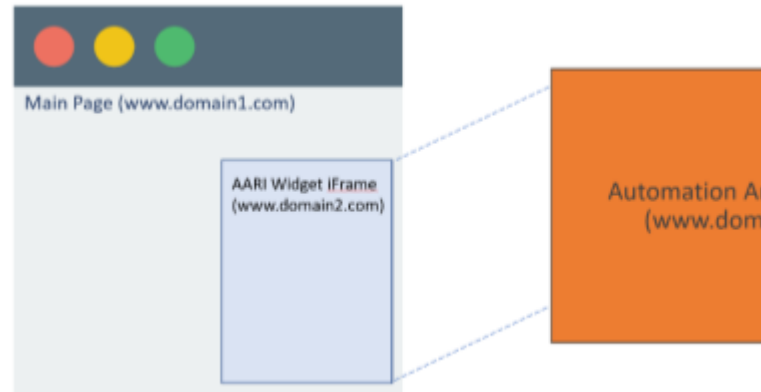 Main Page (www.domain1.com)
AARI Widget iFrame
(www.domain2.com)
Automation A
(www.dom